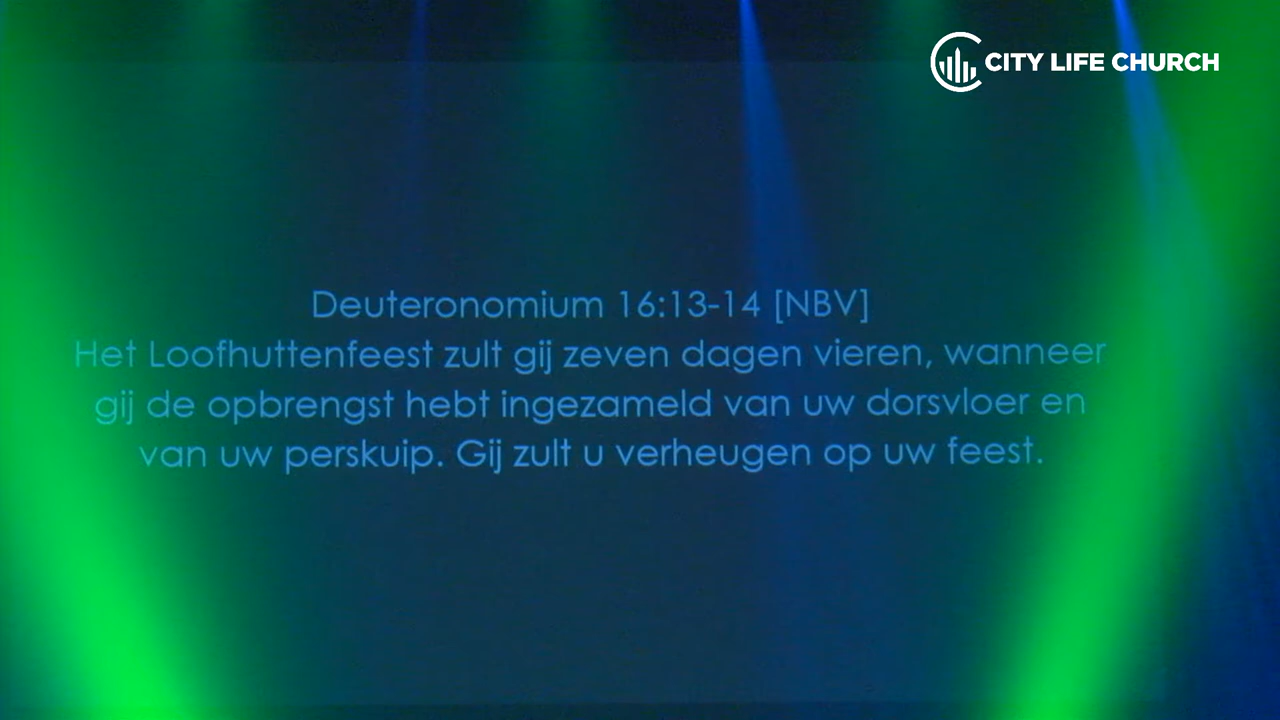 CITY LIFE CHURCH
Deuteronomium 16:13-14 [NBV]
Het Loofhuttenfeest zult gij zeven dagen vieren, wanneer
gij de opbrengst hebt ingezameld van uw dorsvloer en
van uw perskuip. Gij zult u verheugen op uw feest.